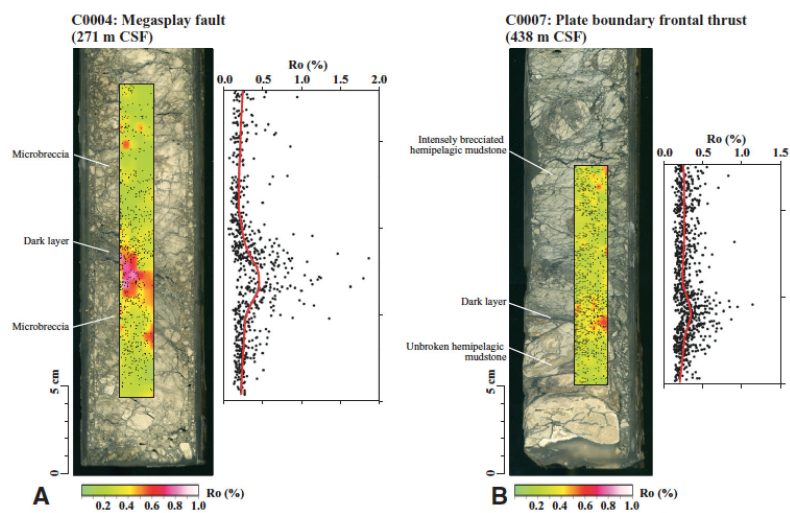 C0004: Megasplay fault
(271 m CSF)
Ro (%)
0.0 0.5 1.0 1.5 2.0
Microbreccia
Dark layer
Microbreccia
5 cm
0
A
0.2 0.4 0.6 0.8 1.0
Ro (%)
C0007: Plate boundary frontal thrust
(438 m CSF)
Ro (%)
0.0 0.5 1.0 1.5
Intensely brecciated
hemipelagic mudstone
Dark layer
Unbroken hemipelagic
mudstone
5 cm
0
B
0.2 0.4 0.6 0.8 1.0
Ro (%)